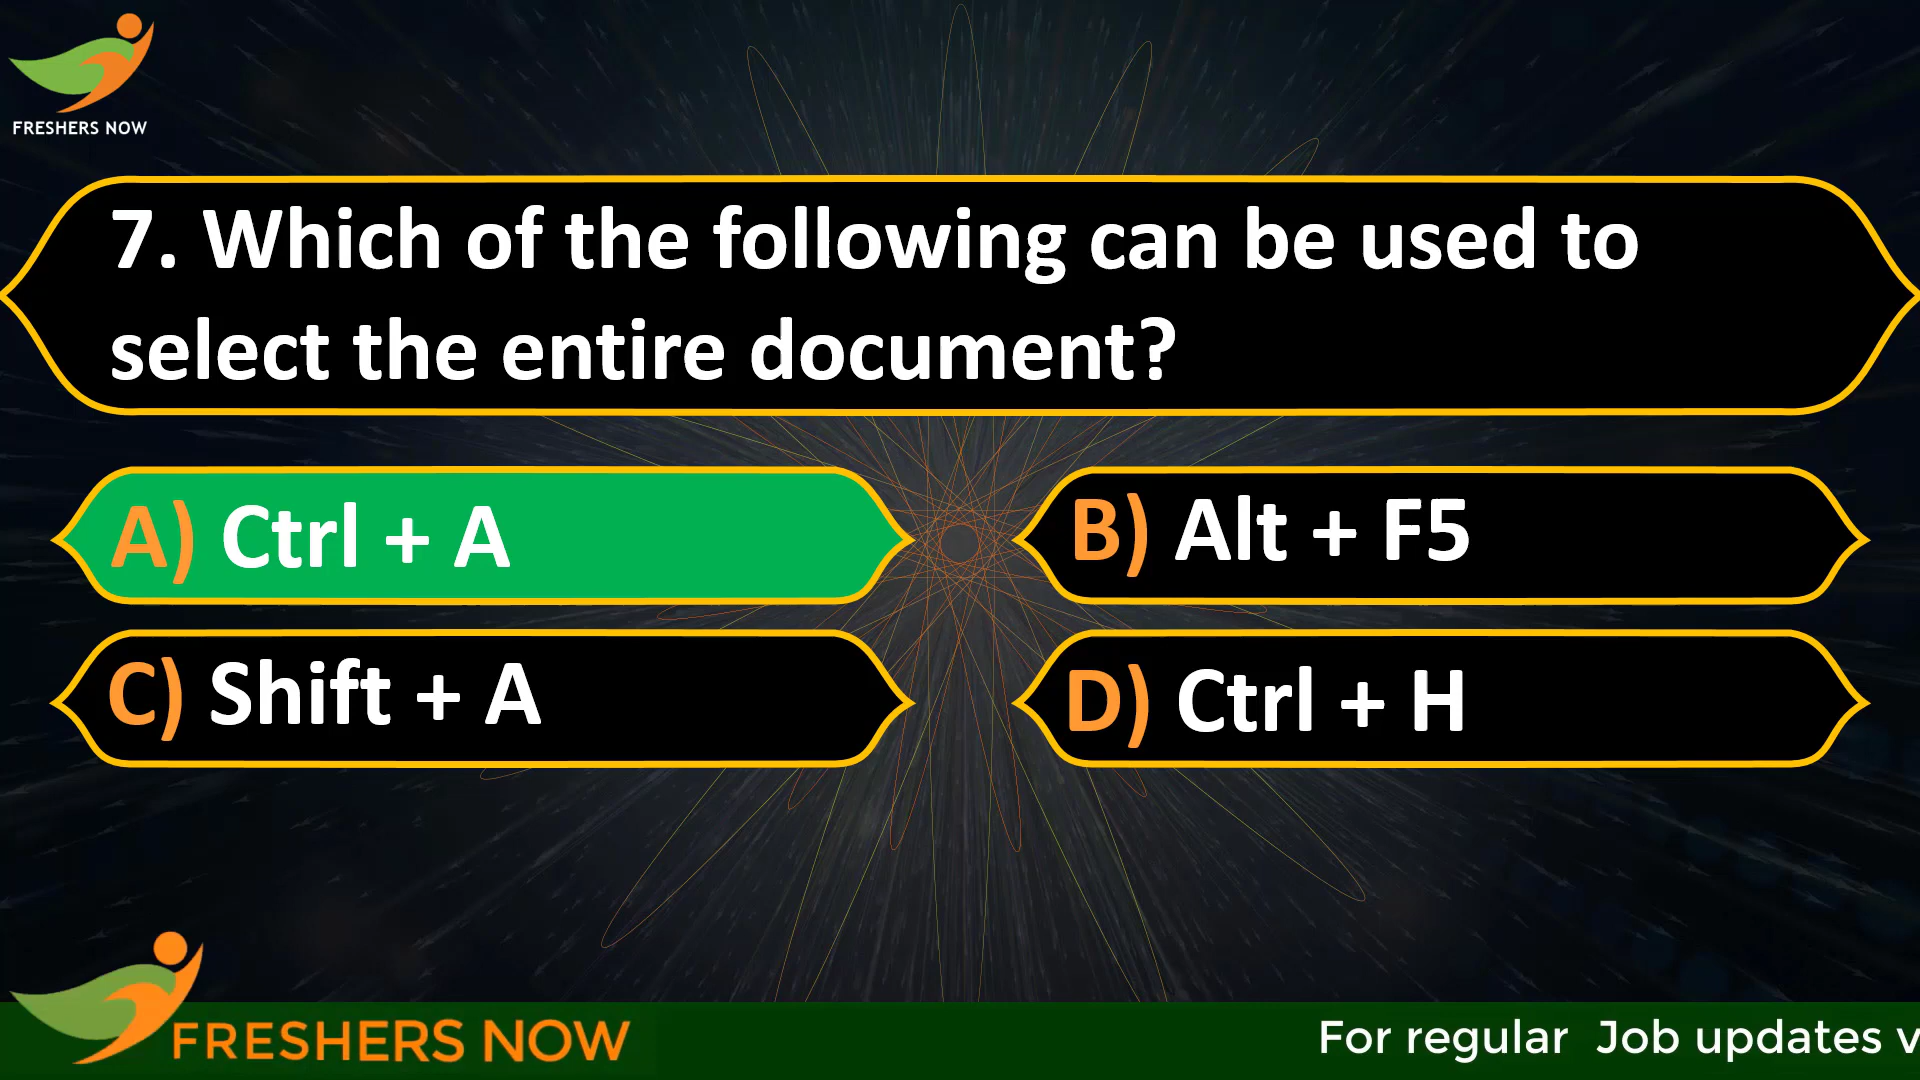 FRESHERS NOW
7. Which of the following can be used to
select the entire document?
A) Ctrl + A
B) Alt + F5
C) Shift + A
D) Ctrl + H
FRESHERS NOW
For regular Job updates v